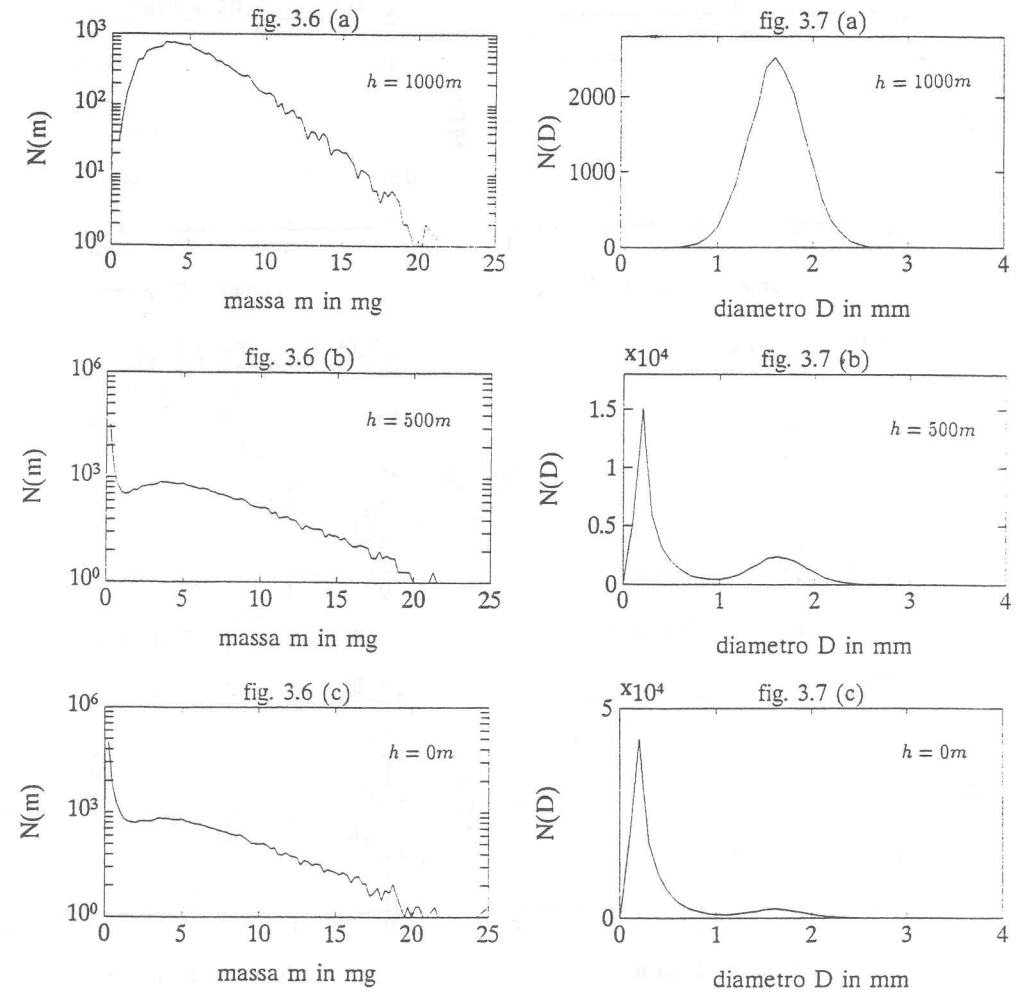 fig. 3.6 (a)
10³
10²
10¹
10⁰
N(m)
h = 1000m
0 5 10 15 20 25
massa m in mg
fig. 3.7 (a)
2000
1000
0
N(D)
h = 1000m
0 1 2 3 4
diametro D in mm
fig. 3.6 (b)
10⁶
10³
10⁰
N(m)
h = 500m
0 5 10 15 20 25
massa m in mg
x10⁴
fig. 3.7 (b)
1.5
1
0.5
0
N(D)
h = 500m
0 1 2 3 4
diametro D in mm
fig. 3.6 (c)
10⁶
10³
10⁰
N(m)
h = 0m
0 5 10 15 20 25
massa m in mg
x10⁴
fig. 3.7 (c)
5
0
N(D)
h = 0m
0 1 2 3 4
diametro D in mm